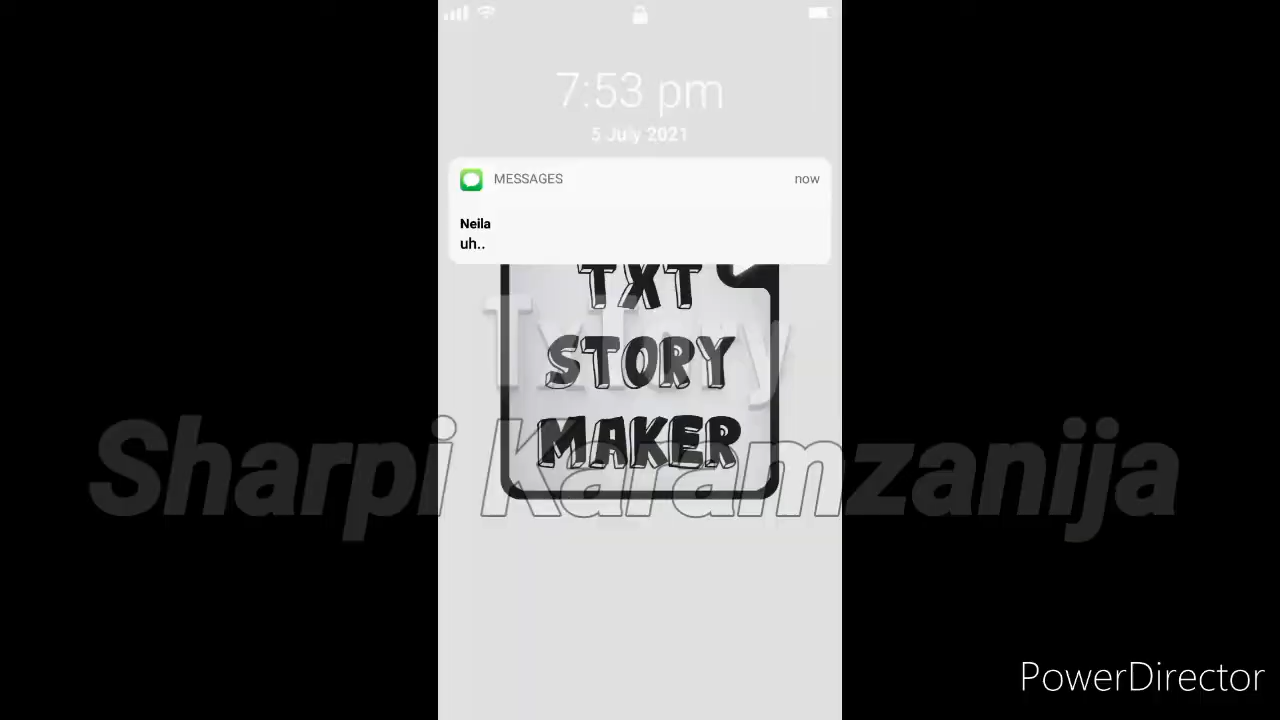 7:53 pm
5 July 2021
MESSAGES
now
Neila
uh..
TXT
STORY
MAKER
Sharpi Karamzanija
PowerDirector